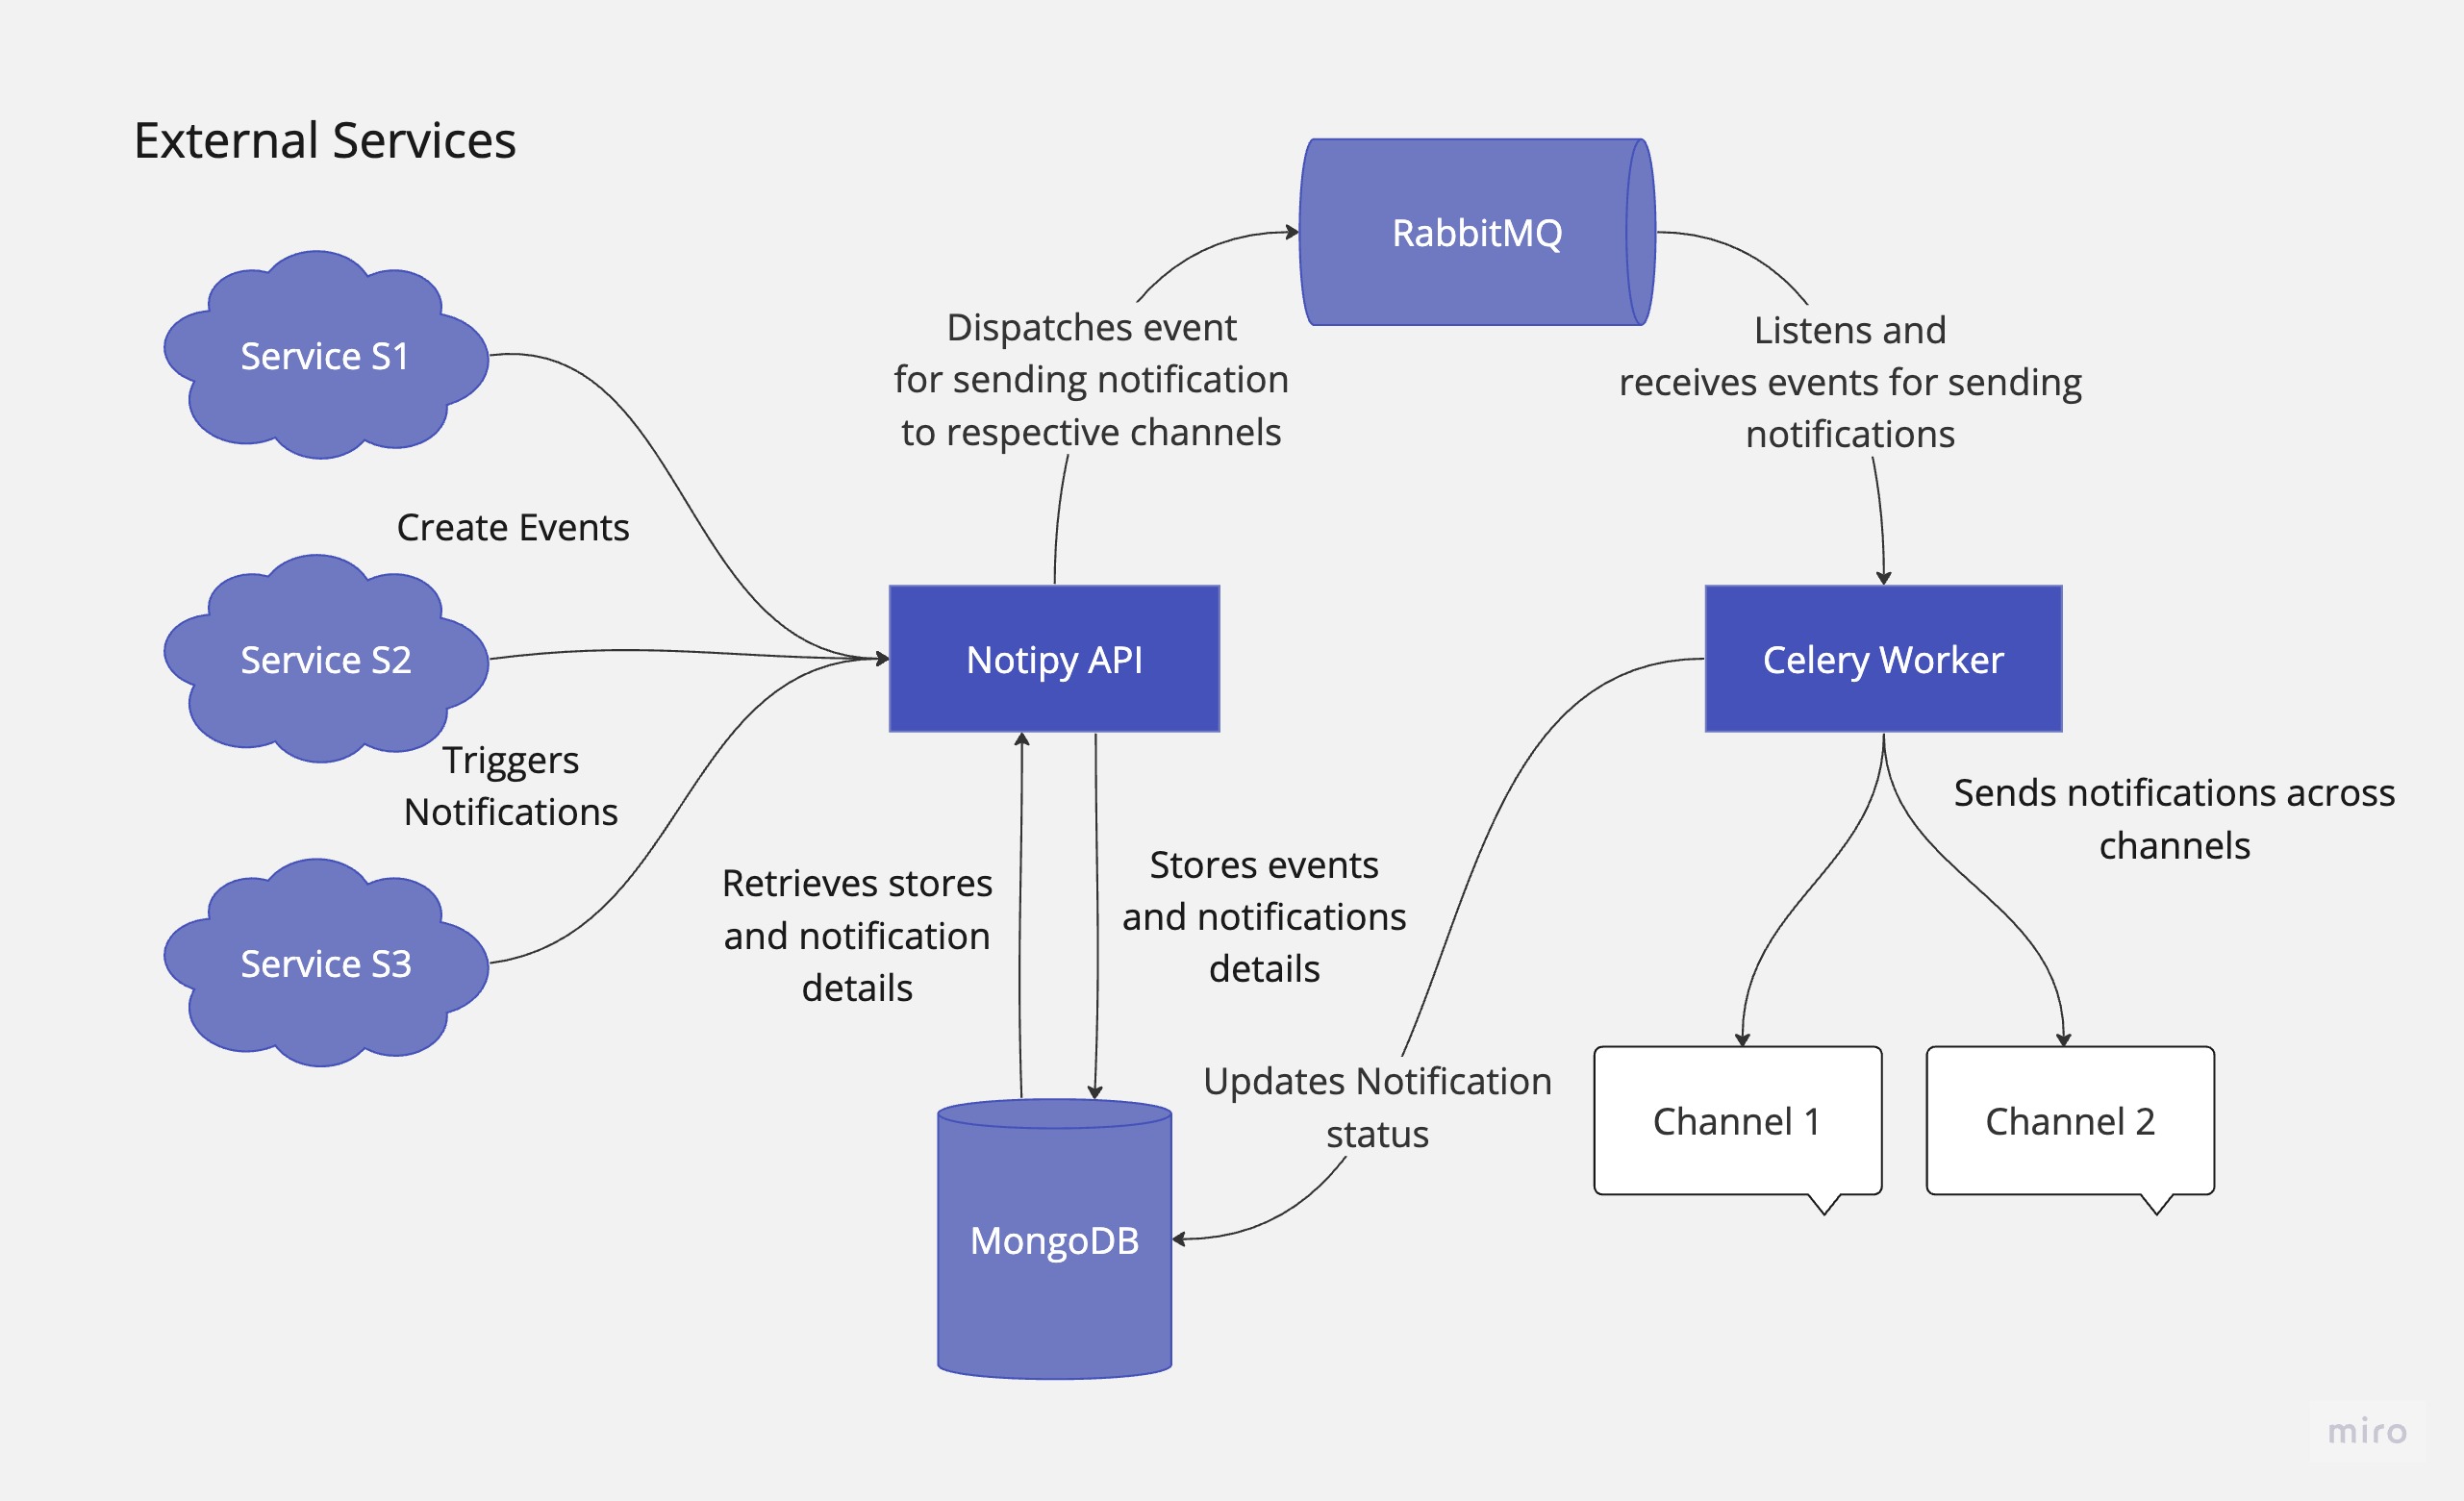 External Services
RabbitMQ
Service S1
Dispatches event
for sending notification
to respective channels
Listens and
receives events for sending
notifications
Create Events
Service S2
Notipy API
Celery Worker
Triggers
Notifications
Sends notifications across
channels
Retrieves stores
and notification
details
Stores events
and notifications
details
Service S3
Updates Notification
status
Channel 1
Channel 2
MongoDB
miro